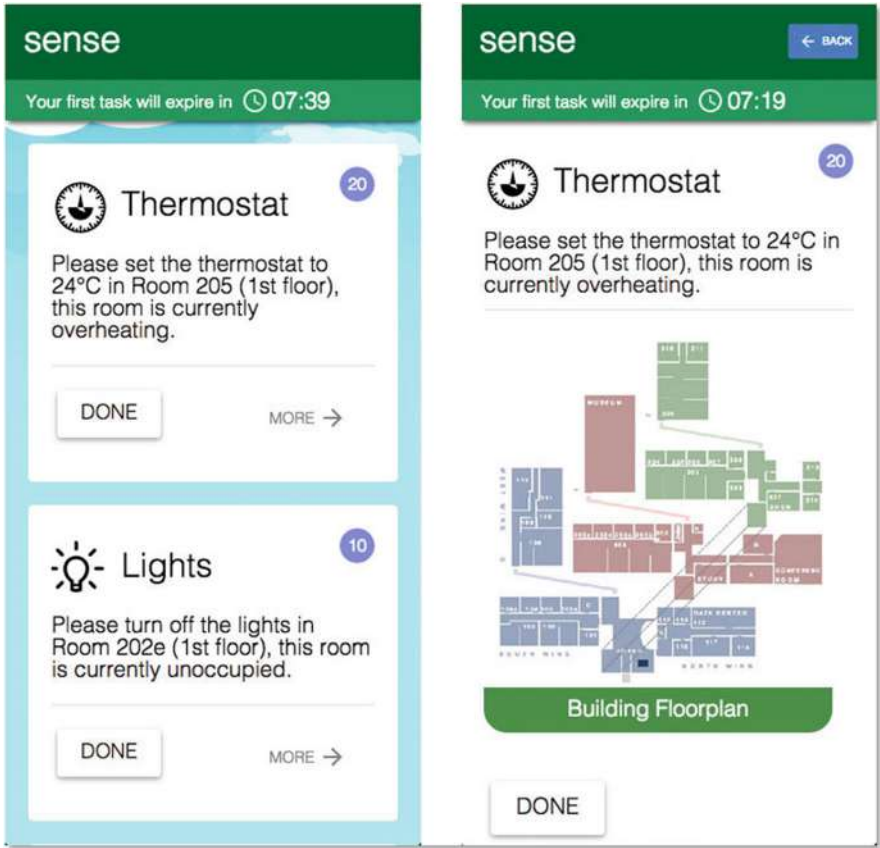 sense
Your first task will expire in 07:39
20
Thermostat
Please set the thermostat to
24°C in Room 205 (1st floor),
this room is currently
overheating.
DONE
MORE →
10
Lights
Please turn off the lights in
Room 202e (1st floor), this room
is currently unoccupied.
DONE
MORE →
sense
← BACK
Your first task will expire in 07:19
20
Thermostat
Please set the thermostat to 24°C in
Room 205 (1st floor), this room is
currently overheating.
WEST WING
CONFERENCE
ROOM
DATA CENTER
NORTH WING
Building Floorplan
DONE